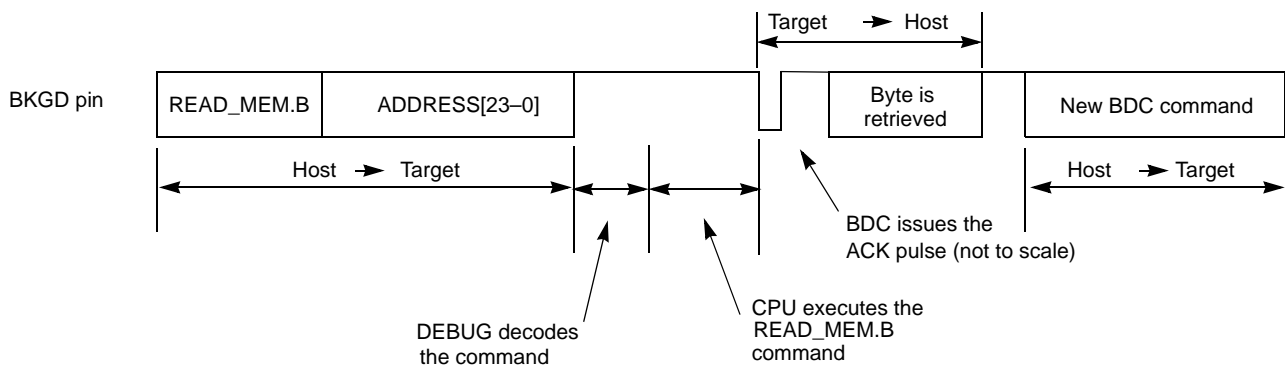 Target → Host
BKGD pin
READ_MEM.B
ADDRESS[23–0]
Byte is
retrieved
New BDC command
Host → Target
Host → Target
BDC issues the
ACK pulse (not to scale)
CPU executes the
READ_MEM.B
command
DEBUG decodes
the command